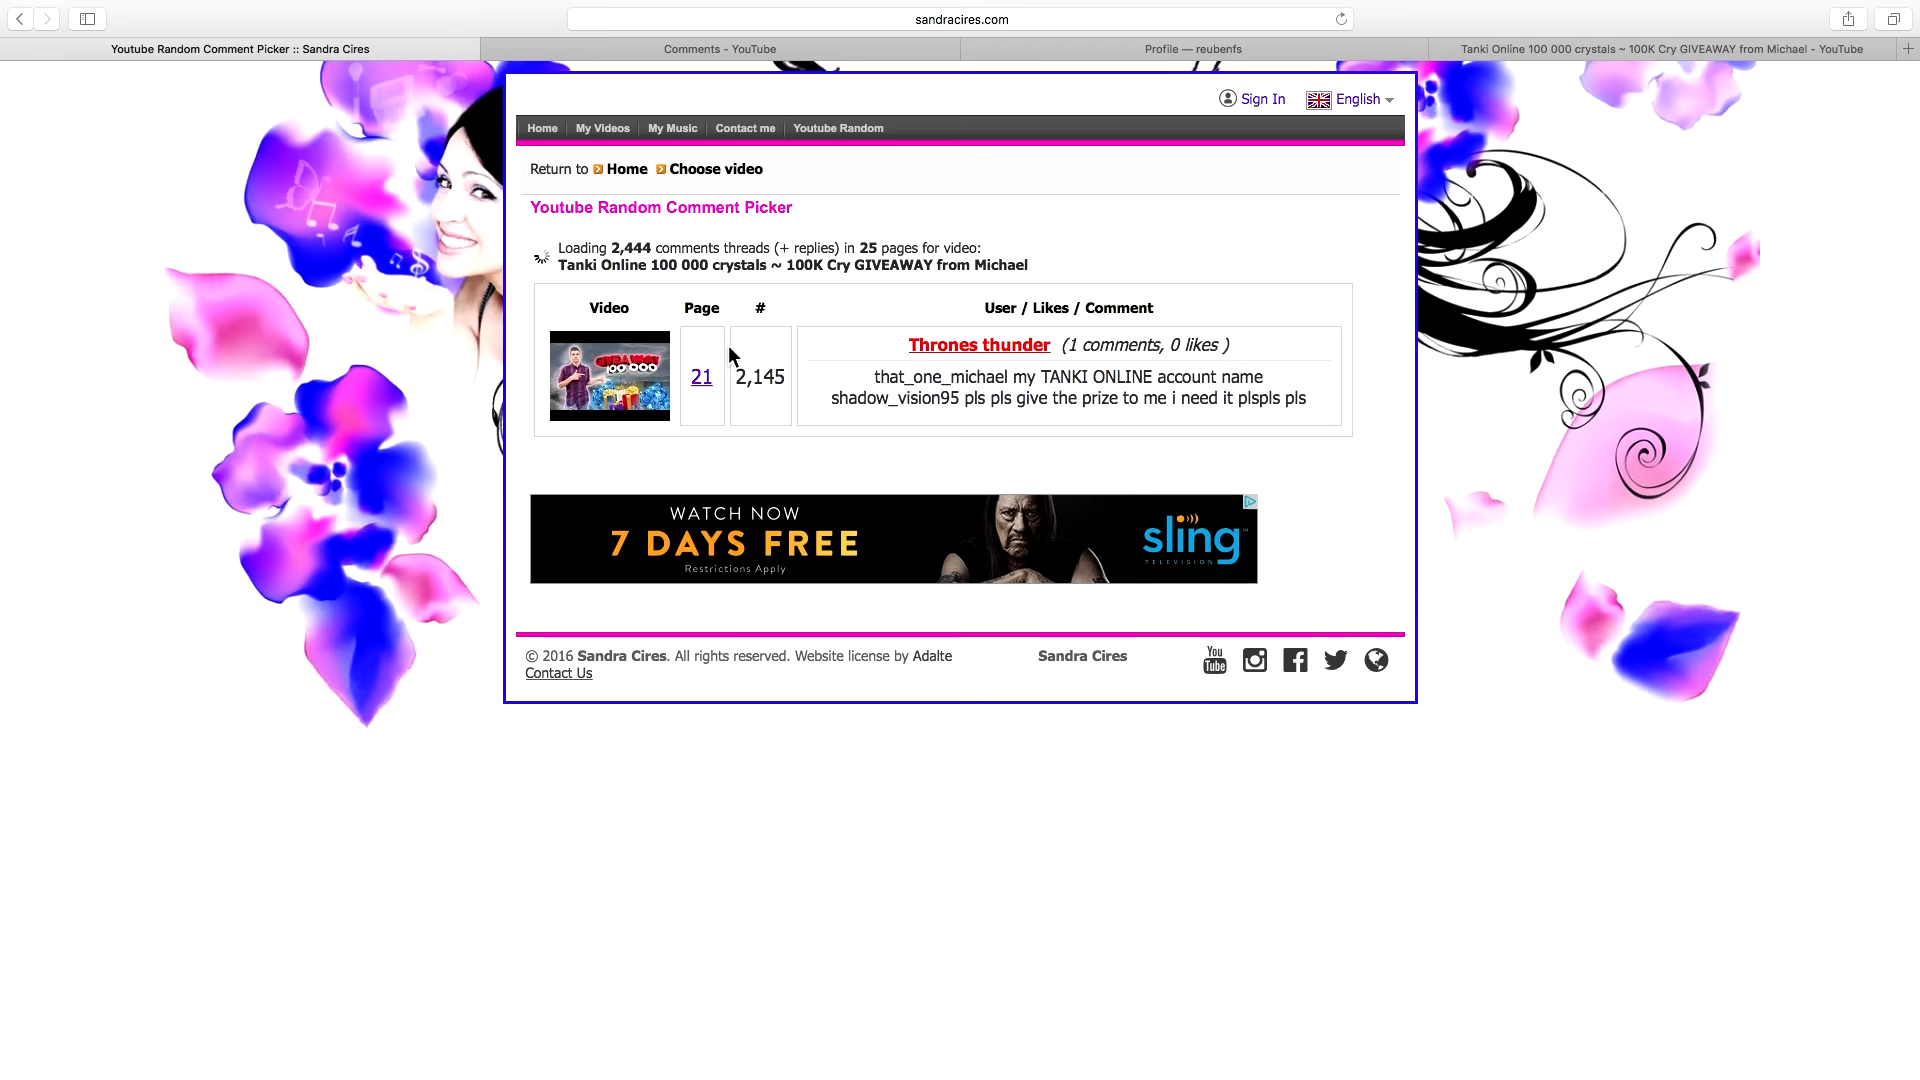 sandracires.com
Youtube Random Comment Picker :: Sandra Cires
Comments - YouTube
Profile — reubenfs
Tanki Online 100 000 crystals ~ 100K Cry GIVEAWAY from Michael - YouTube
Sign In English
Home My Videos My Music Contact me Youtube Random
Return to Home Choose video
Youtube Random Comment Picker
Loading 2,444 comments threads (+ replies) in 25 pages for video:
Tanki Online 100 000 crystals ~ 100K Cry GIVEAWAY from Michael
Video Page # User / Likes / Comment
GIVEAWAY
100 000
21
2,145
Thrones thunder (1 comments, 0 likes )
that_one_michael my TANKI ONLINE account name
shadow_vision95 pls pls give the prize to me i need it plspls pls
WATCH NOW
7 DAYS FREE
Restrictions Apply
sling
TELEVISION
© 2016 Sandra Cires. All rights reserved. Website license by Adalte
Contact Us
Sandra Cires
You
Tube